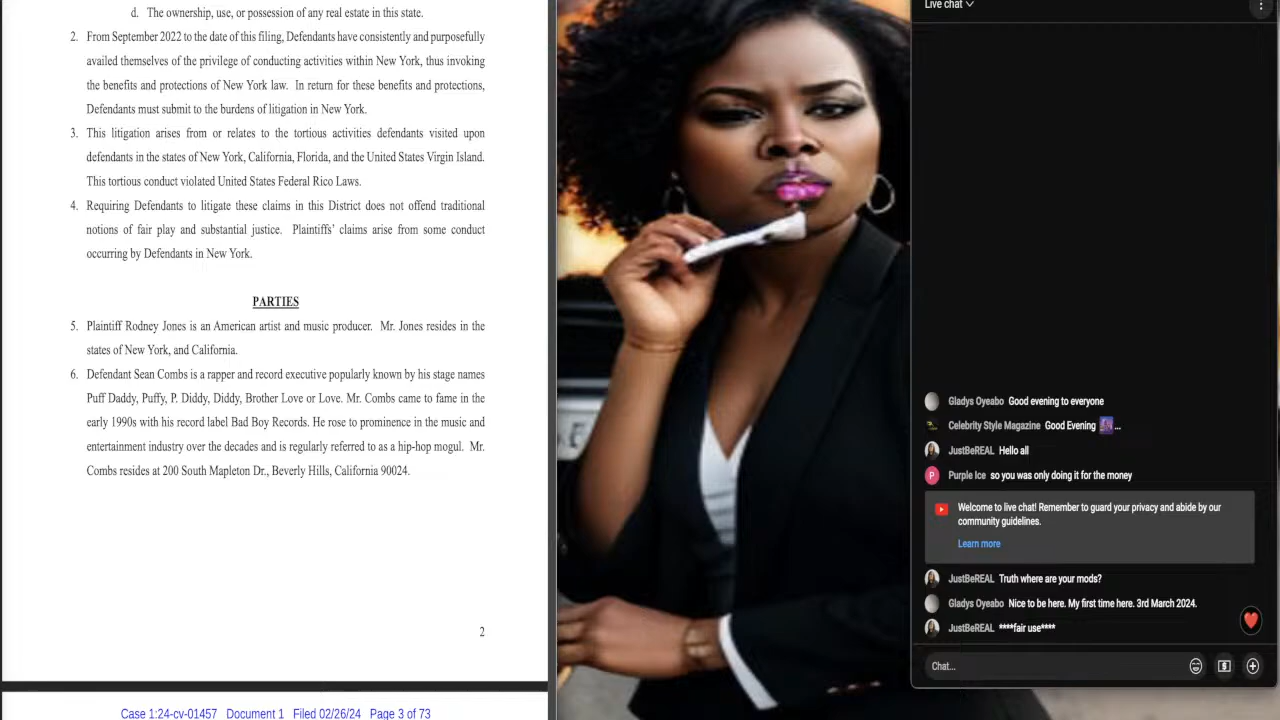 d. The ownership, use, or possession of any real estate in this state.
2. From September 2022 to the date of this filing, Defendants have consistently and purposefully
availed themselves of the privilege of conducting activities within New York, thus invoking
the benefits and protections of New York law. In return for these benefits and protections,
Defendants must submit to the burdens of litigation in New York.
3. This litigation arises from or relates to the tortious activities defendants visited upon
defendants in the states of New York, California, Florida, and the United States Virgin Island.
This tortious conduct violated United States Federal Rico Laws.
4. Requiring Defendants to litigate these claims in this District does not offend traditional
notions of fair play and substantial justice. Plaintiffs' claims arise from some conduct
occurring by Defendants in New York.
PARTIES
5. Plaintiff Rodney Jones is an American artist and music producer. Mr. Jones resides in the
states of New York, and California.
6. Defendant Sean Combs is a rapper and record executive popularly known by his stage names
Puff Daddy, Puffy, P. Diddy, Diddy, Brother Love or Love. Mr. Combs came to fame in the
early 1990s with his record label Bad Boy Records. He rose to prominence in the music and
entertainment industry over the decades and is regularly referred to as a hip-hop mogul. Mr.
Combs resides at 200 South Mapleton Dr., Beverly Hills, California 90024.
2
Case 1:24-cv-01457 Document 1 Filed 02/26/24 Page 3 of 73
Live chat
Gladys Oyeabo Good evening to everyone
Celebrity Style Magazine Good Evening ...
JustBeREAL Hello all
P Purple Ice so you was only doing it for the money
Welcome to live chat! Remember to guard your privacy and abide by our
community guidelines.
Learn more
JustBeREAL Truth where are your mods?
Gladys Oyeabo Nice to be here. My first time here. 3rd March 2024.
JustBeREAL ****fair use****
Chat...